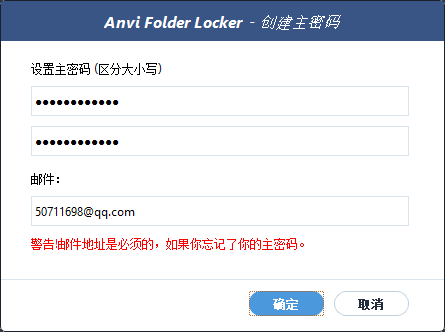 Anvi Folder Locker - 创建主密码
设置主密码 (区分大小写)
●●●●●●●●●●●●
●●●●●●●●●●●●
邮件：
50711698@qq.com
警告!邮件地址是必须的，如果你忘记了你的主密码。
确定 取消